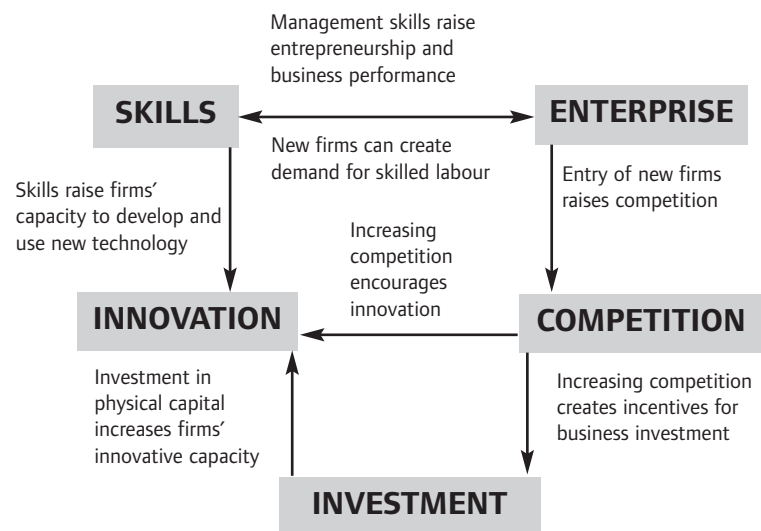 Management skills raise
entrepreneurship and
business performance
SKILLS
ENTERPRISE
New firms can create
demand for skilled labour
Skills raise firms′
capacity to develop and
use new technology
Entry of new firms
raises competition
Increasing
competition
encourages
innovation
INNOVATION
COMPETITION
Investment in
physical capital
increases firms′
innovative capacity
Increasing competition
creates incentives for
business investment
INVESTMENT